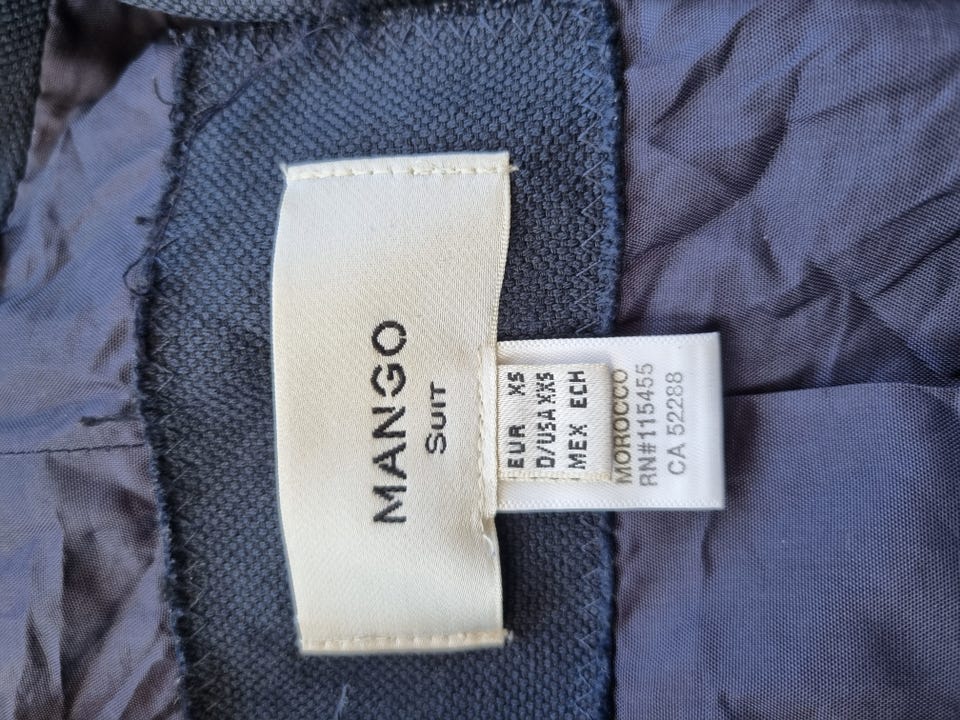 MANGO
SUIT
EUR XS
D/USA XXS
MEX ECH
MOROCCO
RN#115455
CA 52288